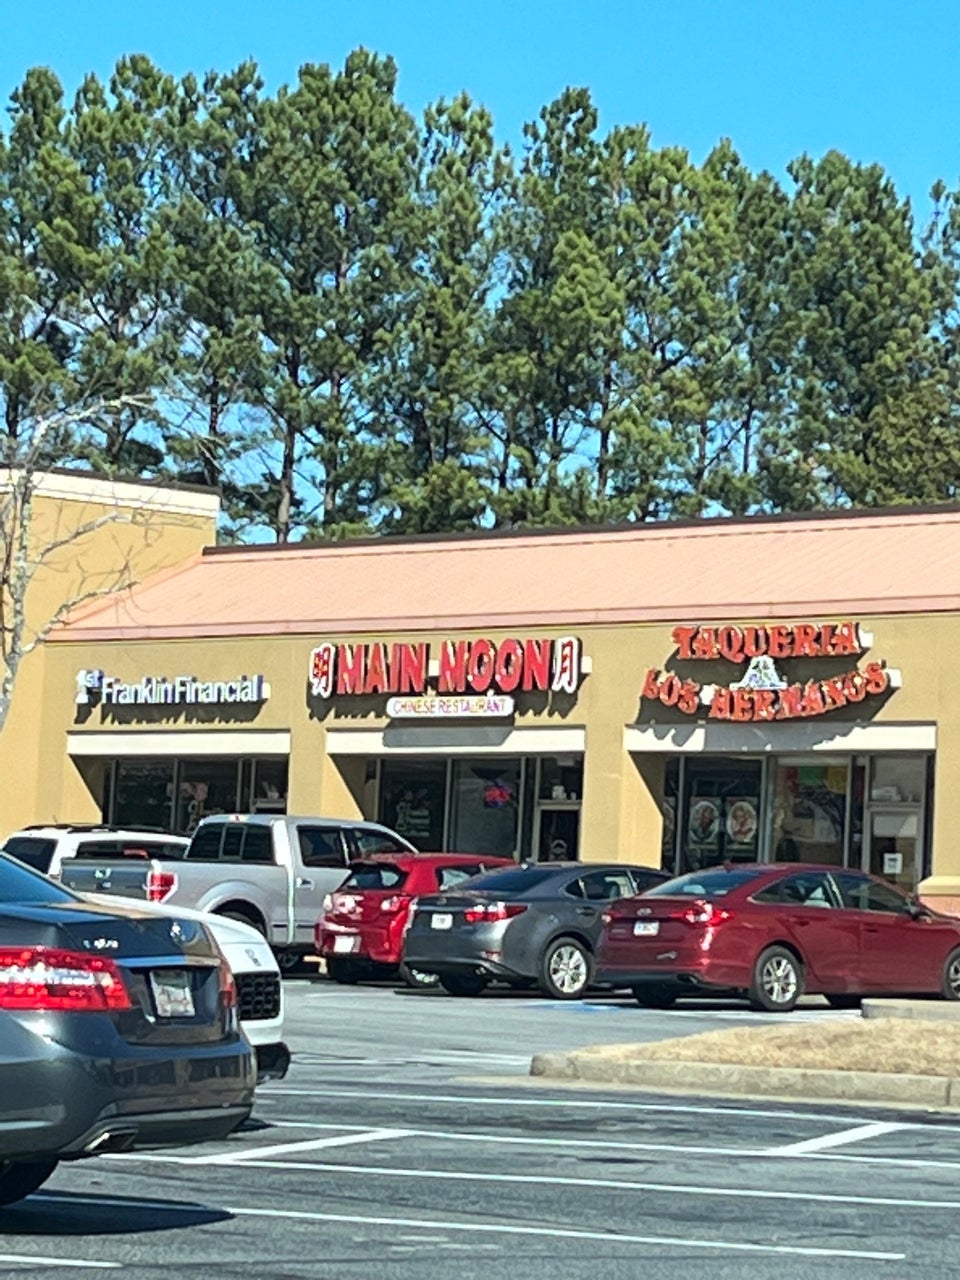 1st Franklin Financial
明 MAIN MOON 月
CHINESE RESTAURANT
TAQUERIA
LOS HERMANOS